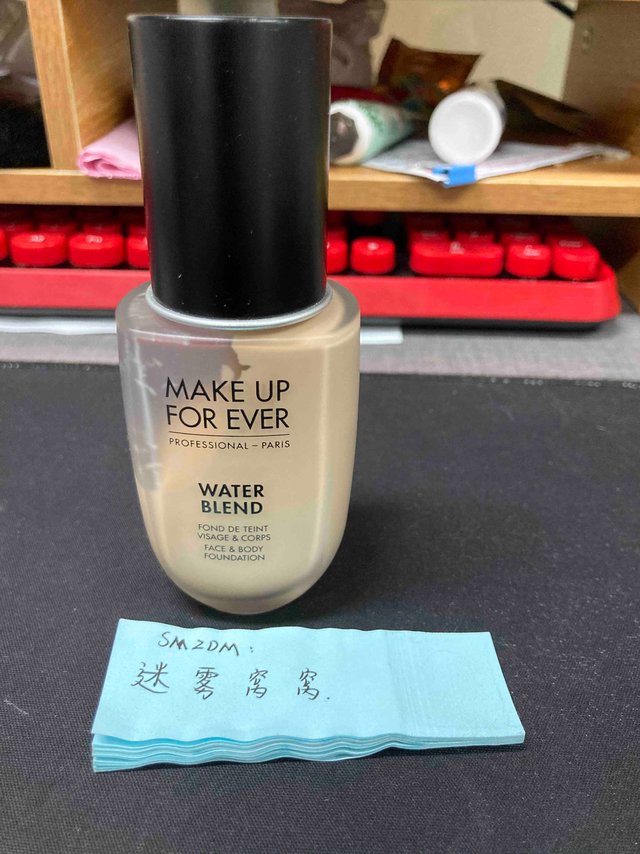 MAKE UP
FOR EVER
PROFESSIONAL – PARIS
WATER
BLEND
FOND DE TEINT
VISAGE & CORPS
FACE & BODY
FOUNDATION
SMZDM:
迷雾窝窝.